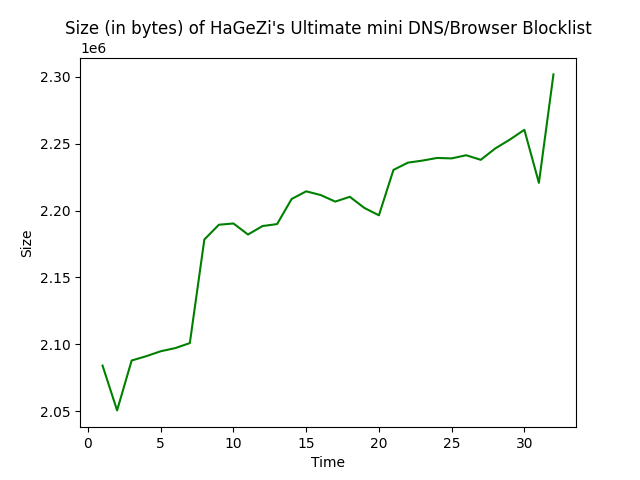 Size (in bytes) of HaGeZi's Ultimate mini DNS/Browser Blocklist
1e6
2.30
2.25
2.20
2.15
2.10
2.05
Size
0 5 10 15 20 25 30
Time